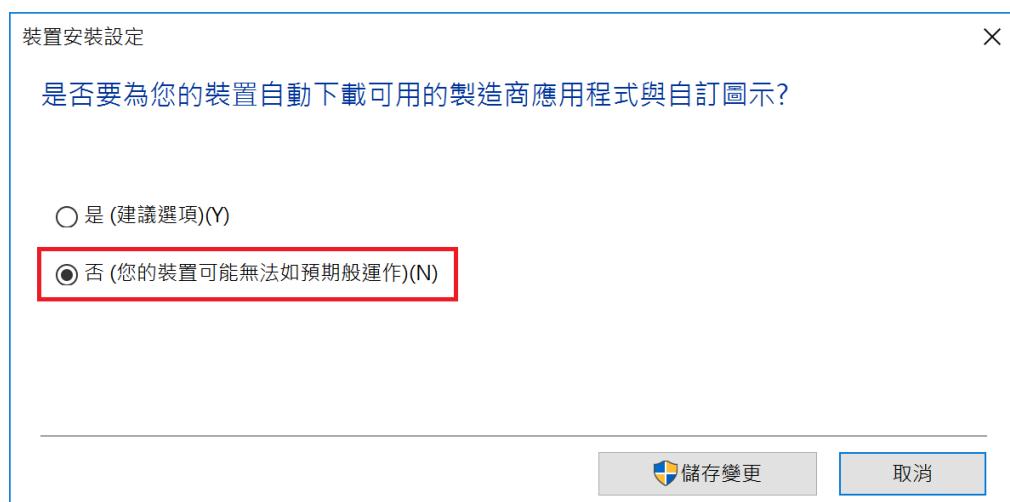 裝置安裝設定
是否要為您的裝置自動下載可用的製造商應用程式與自訂圖示?
是 (建議選項)(Y)
否 (您的裝置可能無法如預期般運作)(N)
儲存變更
取消